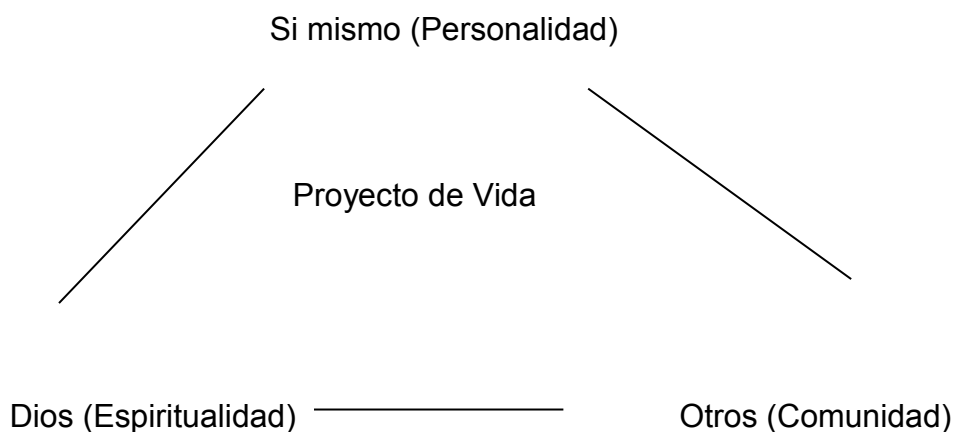 Si mismo (Personalidad)
Proyecto de Vida
Dios (Espiritualidad)
Otros (Comunidad)